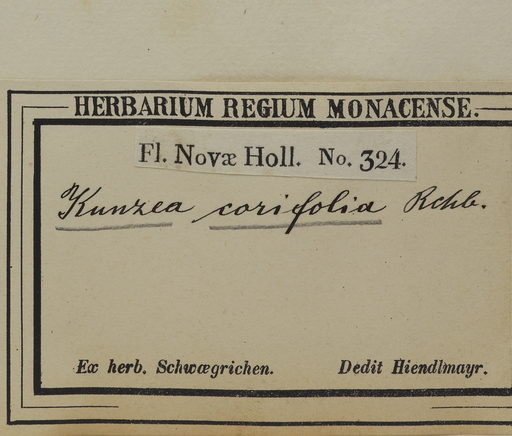 HERBARIUM REGIUM MONACENSE.
Fl. Novæ Holl. No. 324.
Kunzea corifolia Rchb.
Ex herb. Schwægrichen. Dedit Hiendlmayr.